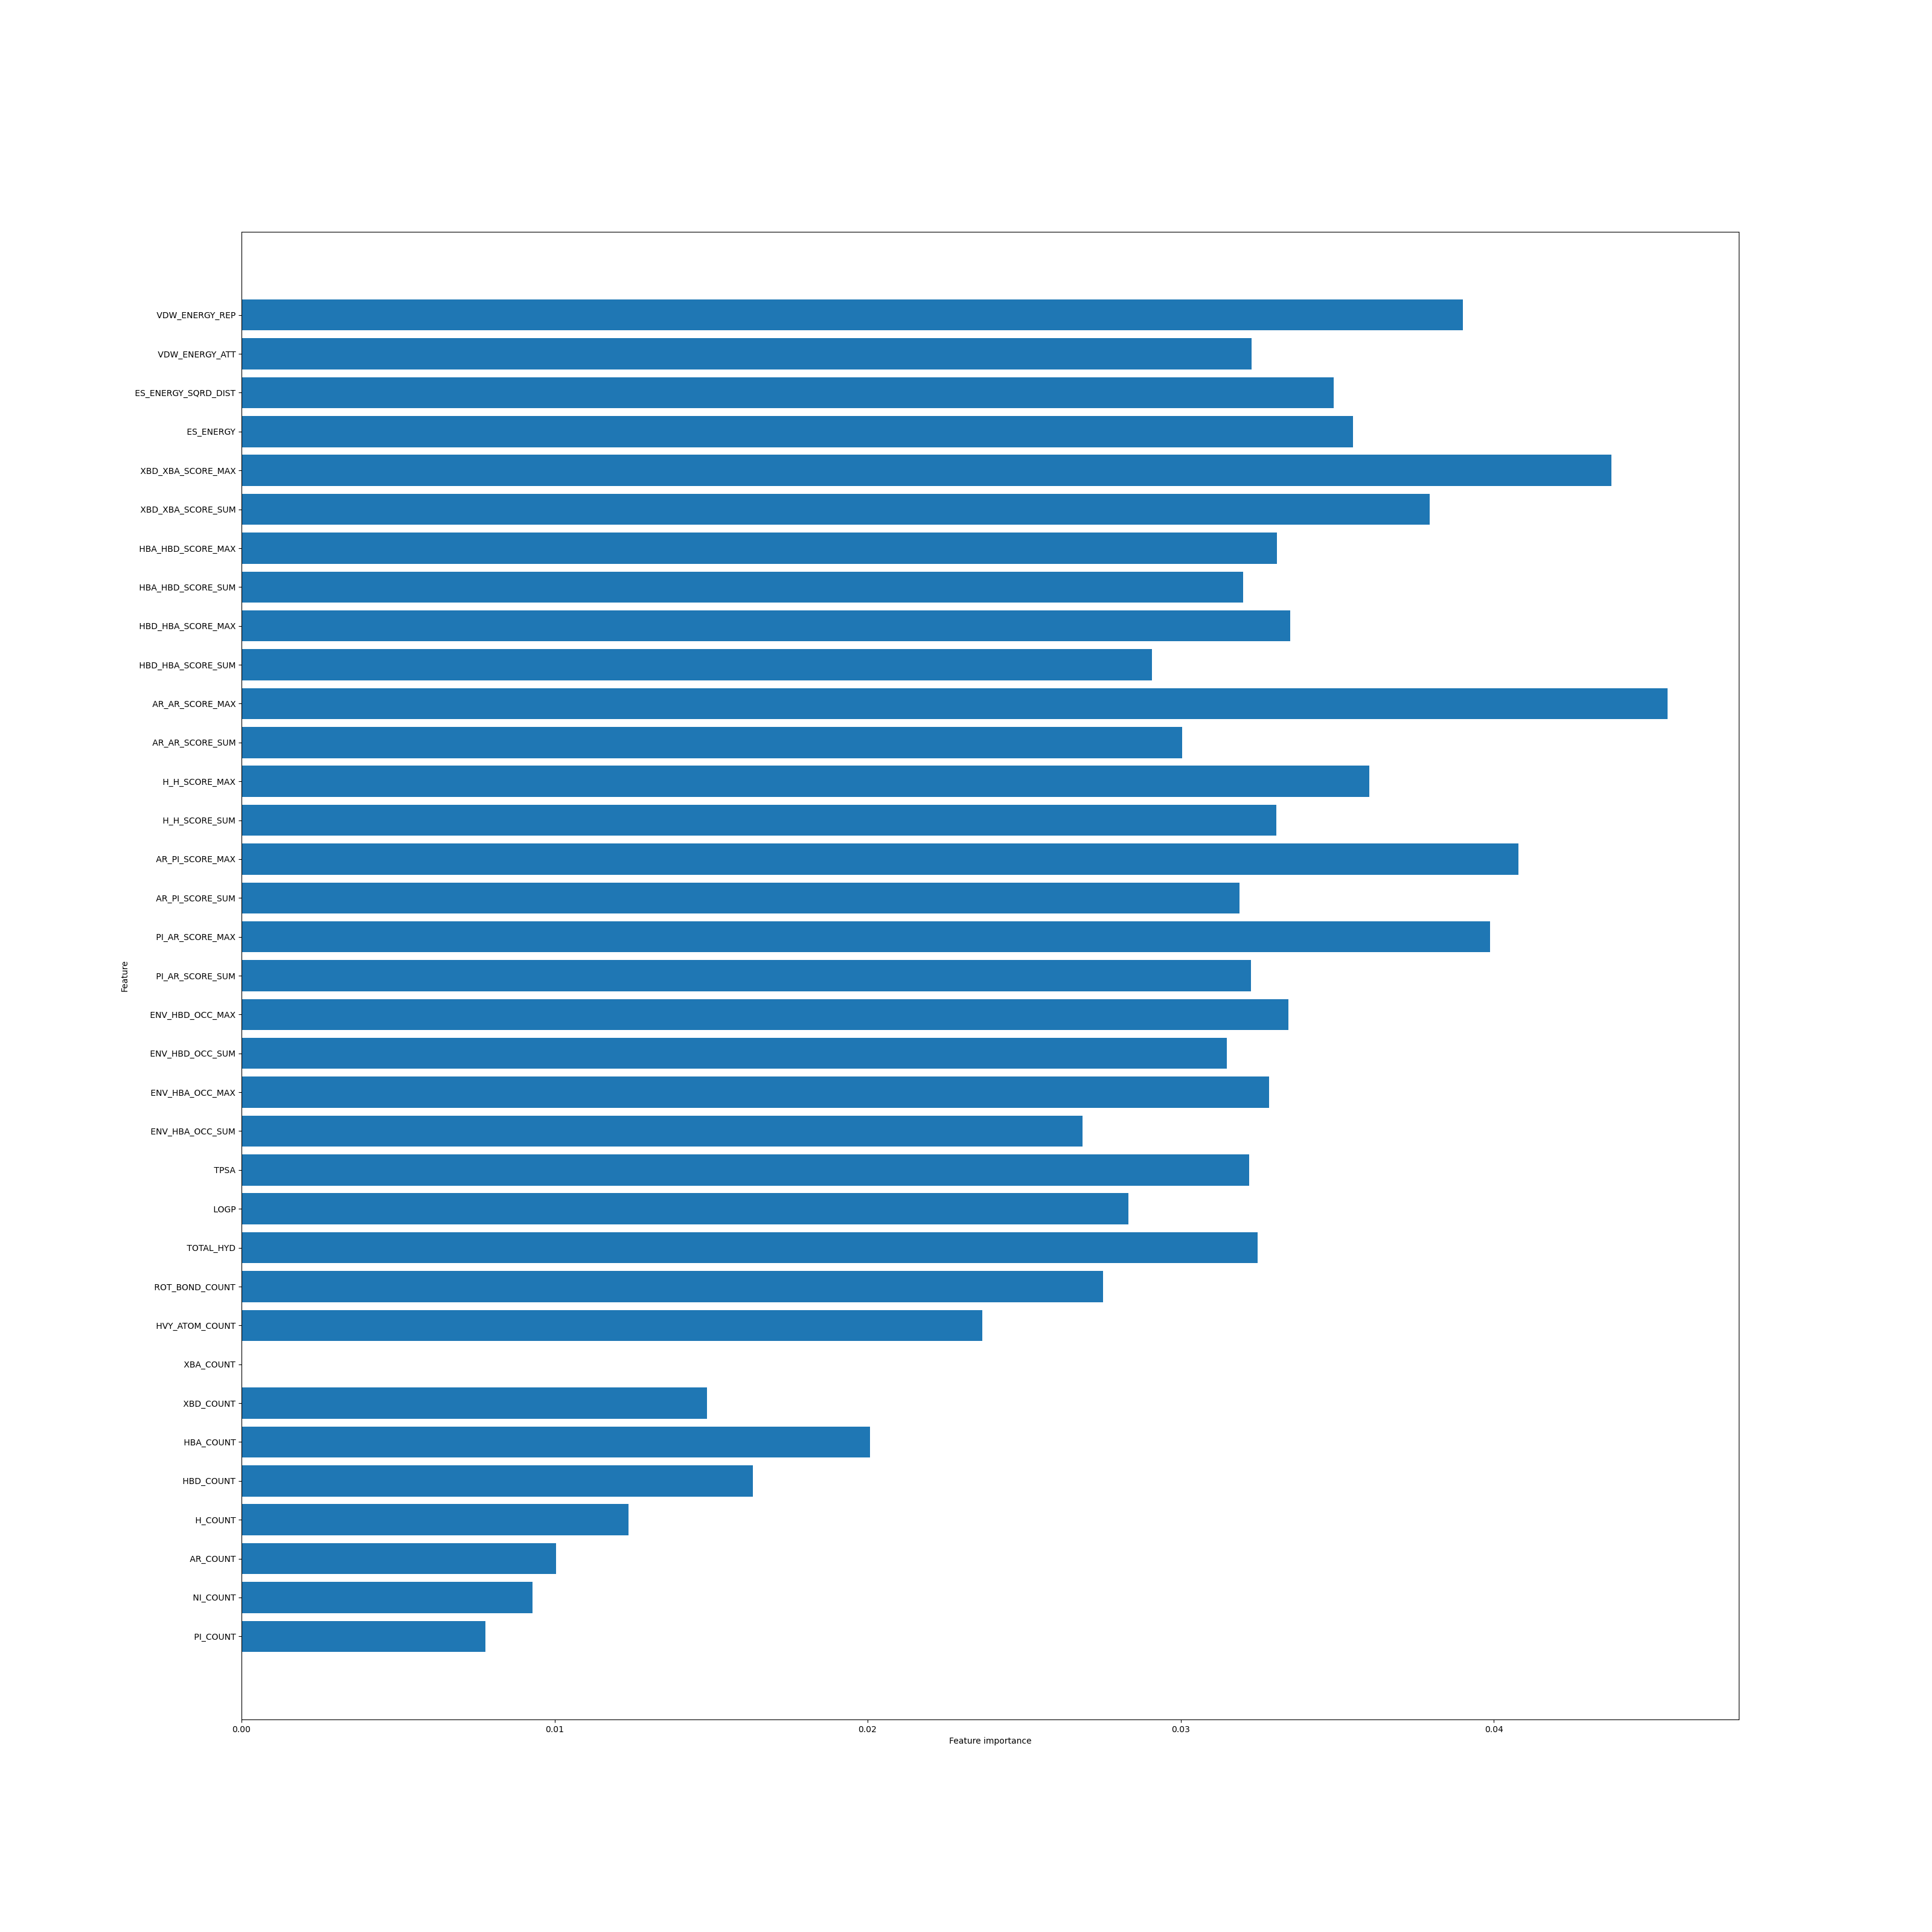 VDW_ENERGY_REP
VDW_ENERGY_ATT
ES_ENERGY_SQRD_DIST
ES_ENERGY
XBD_XBA_SCORE_MAX
XBD_XBA_SCORE_SUM
HBA_HBD_SCORE_MAX
HBA_HBD_SCORE_SUM
HBD_HBA_SCORE_MAX
HBD_HBA_SCORE_SUM
AR_AR_SCORE_MAX
AR_AR_SCORE_SUM
H_H_SCORE_MAX
H_H_SCORE_SUM
AR_PI_SCORE_MAX
AR_PI_SCORE_SUM
PI_AR_SCORE_MAX
PI_AR_SCORE_SUM
ENV_HBD_OCC_MAX
ENV_HBD_OCC_SUM
ENV_HBA_OCC_MAX
ENV_HBA_OCC_SUM
TPSA
LOGP
TOTAL_HYD
ROT_BOND_COUNT
HVY_ATOM_COUNT
XBA_COUNT
XBD_COUNT
HBA_COUNT
HBD_COUNT
H_COUNT
AR_COUNT
NI_COUNT
PI_COUNT
Feature
0.00 0.01 0.02 0.03 0.04
Feature importance